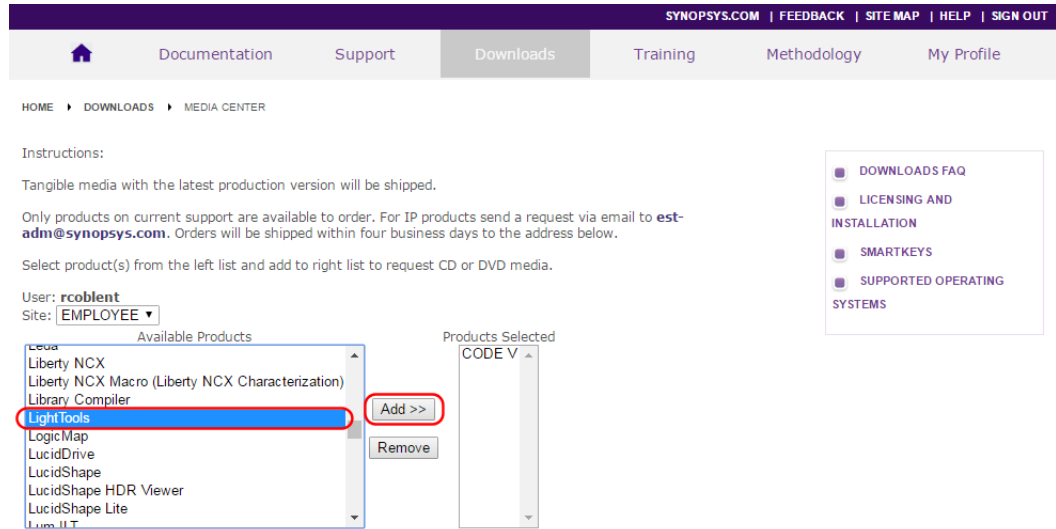 SYNOPSYS.COM | FEEDBACK | SITE MAP | HELP | SIGN OUT
Documentation Support Downloads Training Methodology My Profile
HOME DOWNLOADS MEDIA CENTER
Instructions:
Tangible media with the latest production version will be shipped.
Only products on current support are available to order. For IP products send a request via email to est-
adm@synopsys.com. Orders will be shipped within four business days to the address below.
Select product(s) from the left list and add to right list to request CD or DVD media.
User: rcoblent
Site: EMPLOYEE
Available Products
Leda
Liberty NCX
Liberty NCX Macro (Liberty NCX Characterization)
Library Compiler
LightTools
LogicMap
LucidDrive
LucidShape
LucidShape HDR Viewer
LucidShape Lite
Lum ILT
Add >>
Remove
Products Selected
CODE V
DOWNLOADS FAQ
LICENSING AND
INSTALLATION
SMARTKEYS
SUPPORTED OPERATING
SYSTEMS